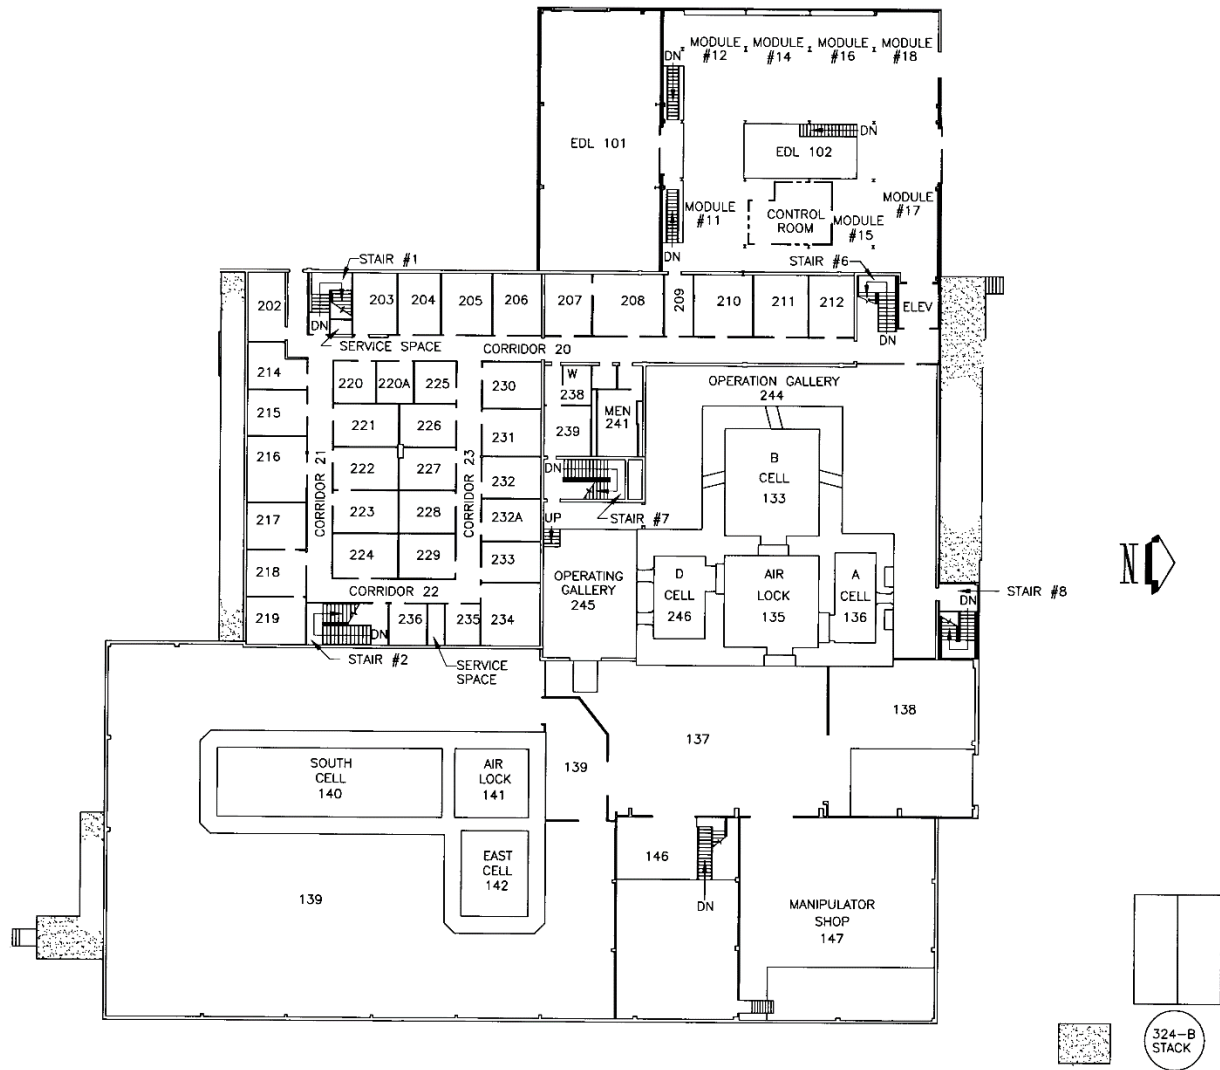 MODULE #12
MODULE #14
MODULE #16
MODULE #18
DN
EDL 101
DN
EDL 102
MODULE #11
CONTROL ROOM
MODULE #15
MODULE #17
DN
STAIR #1
STAIR #6
202
203
204
205
206
207
208
209
210
211
212
ELEV
DN
DN
SERVICE SPACE
CORRIDOR 20
214
220
220A
225
230
W
238
MEN
241
OPERATION GALLERY
244
215
221
226
231
239
216
CORRIDOR 21
222
227
CORRIDOR 23
232
DN
B
CELL
133
223
228
232A
UP
STAIR #7
217
224
229
233
218
CORRIDOR 22
OPERATING
GALLERY
245
D
CELL
246
AIR
LOCK
135
A
CELL
136
N
STAIR #8
DN
219
DN
236
235
234
STAIR #2
SERVICE
SPACE
138
137
139
SOUTH
CELL
140
AIR
LOCK
141
EAST
CELL
142
146
DN
139
MANIPULATOR
SHOP
147
324-B
STACK